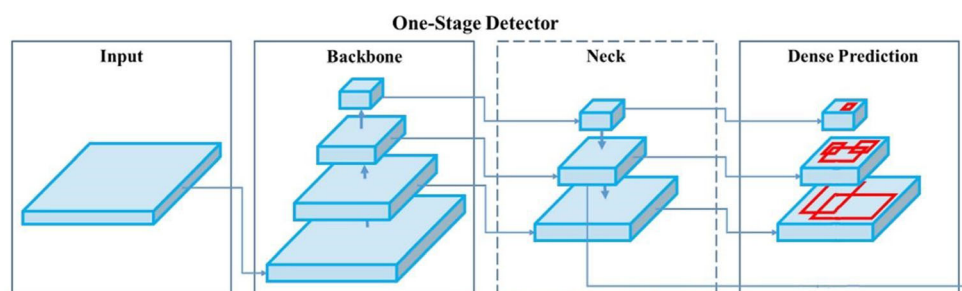 One-Stage Detector
Input
Backbone
Neck
Dense Prediction